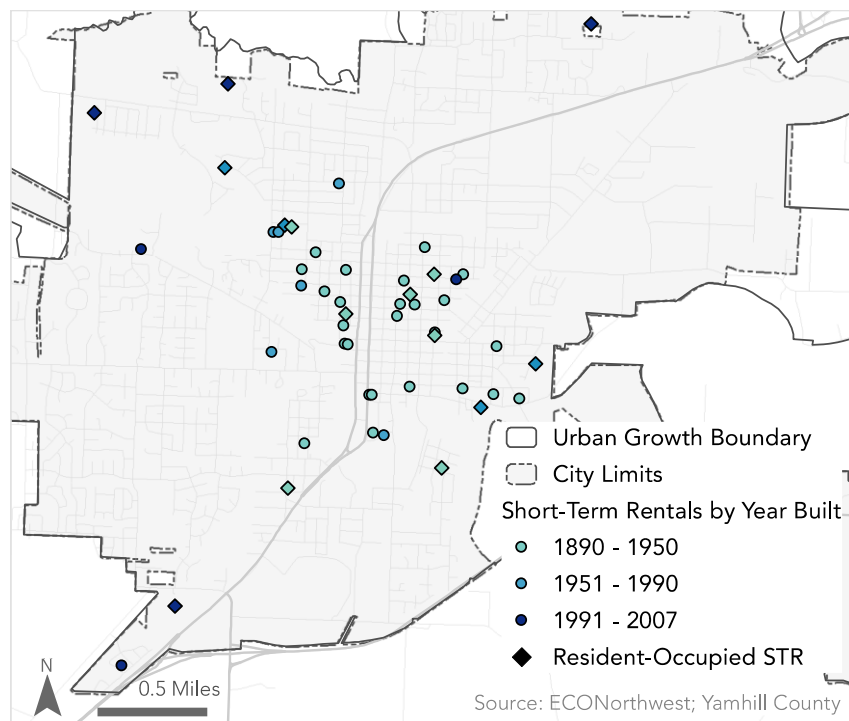 Urban Growth Boundary
City Limits
Short-Term Rentals by Year Built
1890 - 1950
1951 - 1990
1991 - 2007
Resident-Occupied STR
N
0.5 Miles
Source: ECONorthwest; Yamhill County